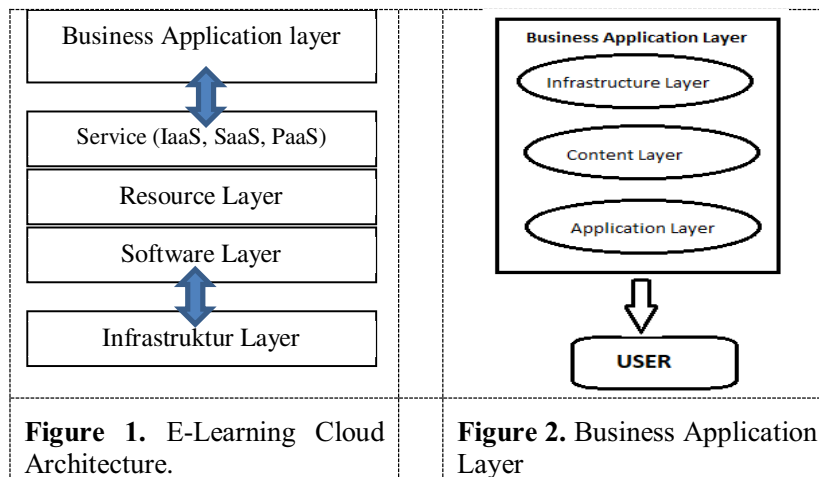 Business Application layer
Service (IaaS, SaaS, PaaS)
Resource Layer
Software Layer
Infrastruktur Layer
Figure 1. E-Learning Cloud
Architecture.
Business Application Layer
Infrastructure Layer
Content Layer
Application Layer
USER
Figure 2. Business Application
Layer